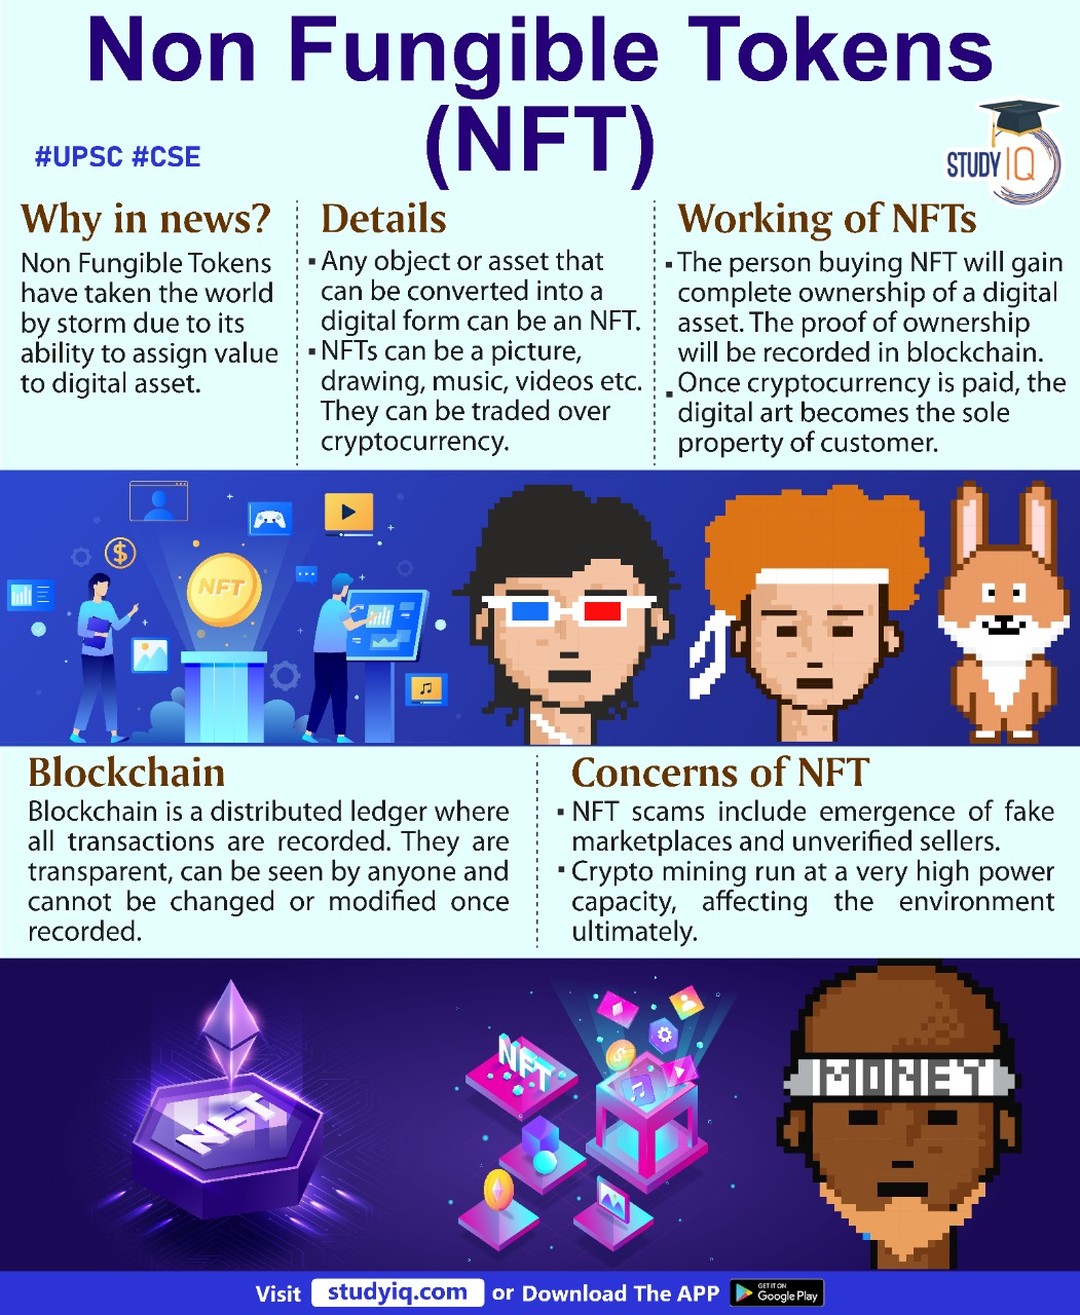 Non Fungible Tokens
(NFT)
#UPSC #CSE
STUDY IQ
Why in news?
Non Fungible Tokens
have taken the world
by storm due to its
ability to assign value
to digital asset.
Details
▪ Any object or asset that
can be converted into a
digital form can be an NFT.
▪ NFTs can be a picture,
drawing, music, videos etc.
They can be traded over
cryptocurrency.
Working of NFTs
▪ The person buying NFT will gain
complete ownership of a digital
asset. The proof of ownership
will be recorded in blockchain.
▪ Once cryptocurrency is paid, the
digital art becomes the sole
property of customer.
$
NFT
Blockchain
Blockchain is a distributed ledger where
all transactions are recorded. They are
transparent, can be seen by anyone and
cannot be changed or modified once
recorded.
Concerns of NFT
▪ NFT scams include emergence of fake
marketplaces and unverified sellers.
▪ Crypto mining run at a very high power
capacity, affecting the environment
ultimately.
NFT
NFT
MONEY
Visit studyiq.com or Download The APP
GET IT ON
Google Play